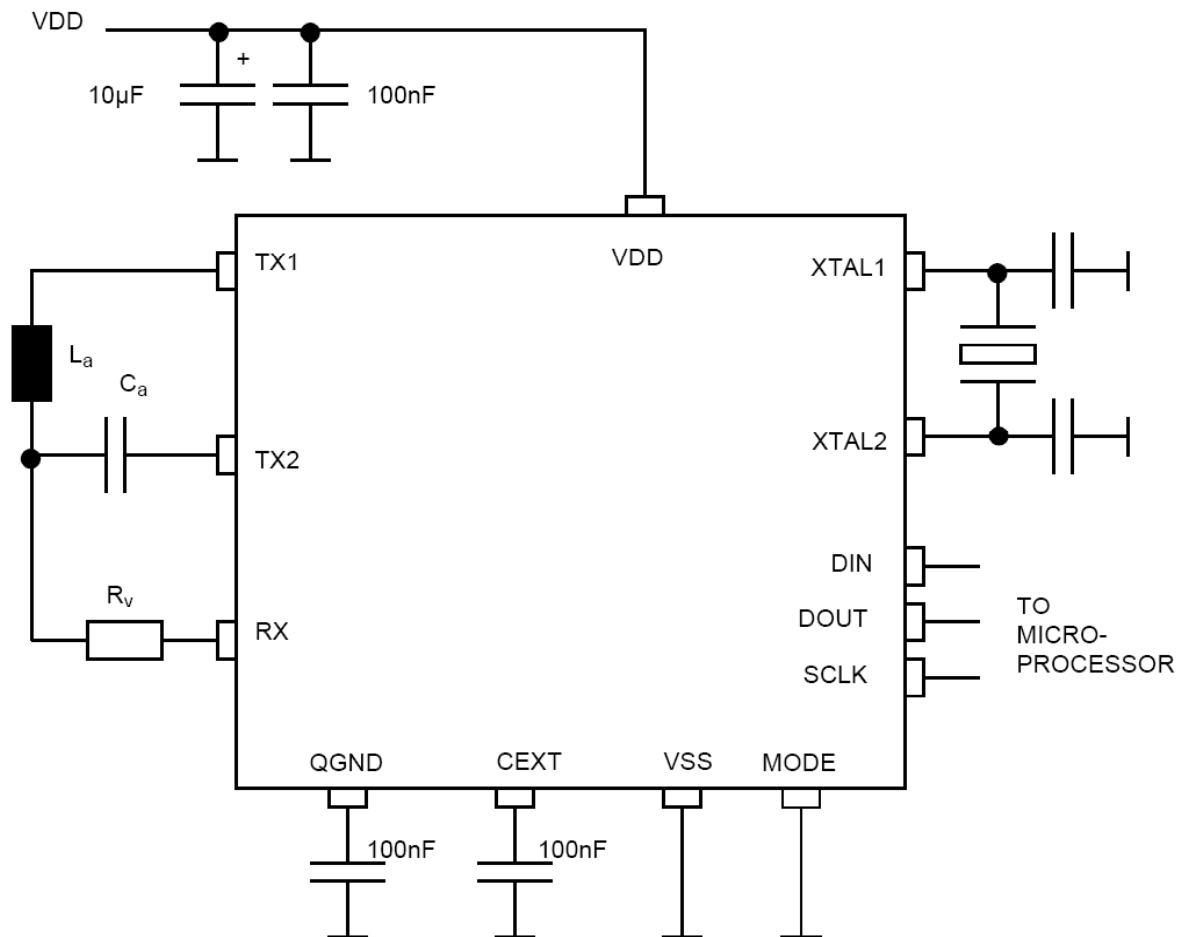 VDD
+
10µF
100nF
TX1
VDD
XTAL1
La
Ca
TX2
XTAL2
DIN
Rv
RX
DOUT
SCLK
TO
MICRO-
PROCESSOR
QGND
CEXT
VSS
MODE
100nF
100nF